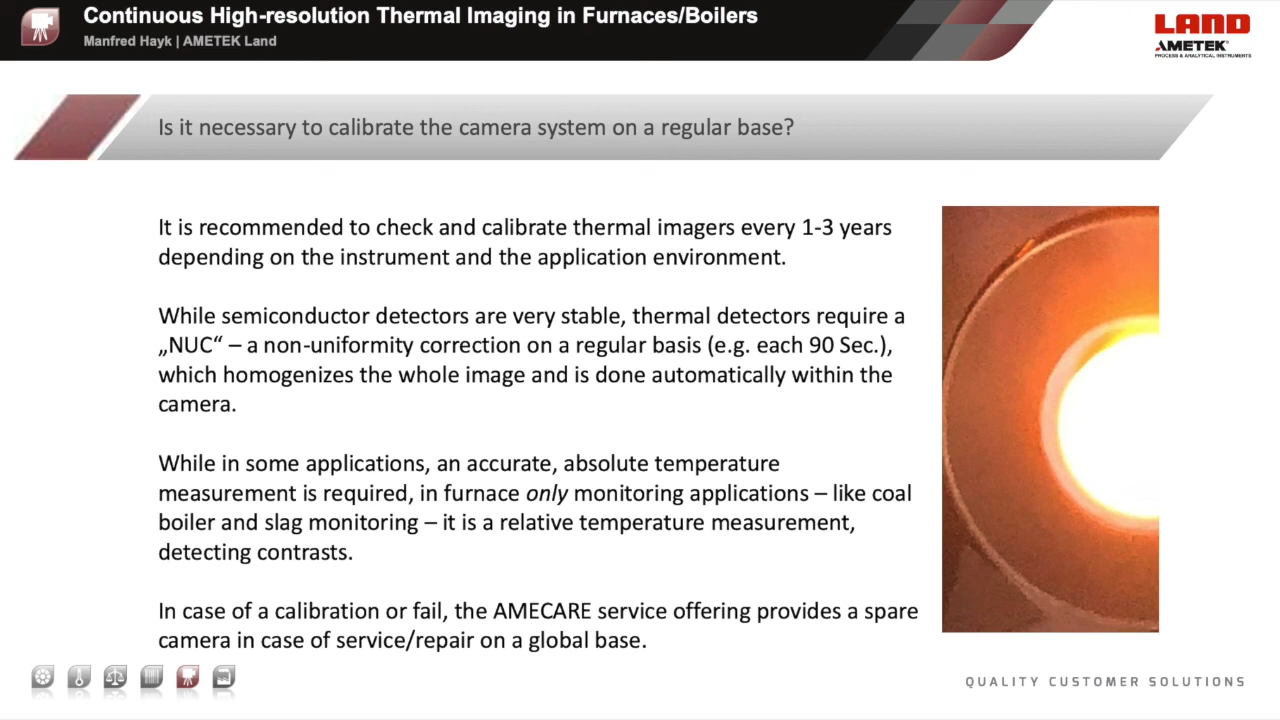 Continuous High-resolution Thermal Imaging in Furnaces/Boilers
Manfred Hayk | AMETEK Land
LAND
AMETEK®
PROCESS & ANALYTICAL INSTRUMENTS
Is it necessary to calibrate the camera system on a regular base?
It is recommended to check and calibrate thermal imagers every 1-3 years
depending on the instrument and the application environment.
While semiconductor detectors are very stable, thermal detectors require a
„NUC“ – a non-uniformity correction on a regular basis (e.g. each 90 Sec.),
which homogenizes the whole image and is done automatically within the
camera.
While in some applications, an accurate, absolute temperature
measurement is required, in furnace only monitoring applications – like coal
boiler and slag monitoring – it is a relative temperature measurement,
detecting contrasts.
In case of a calibration or fail, the AMECARE service offering provides a spare
camera in case of service/repair on a global base.
QUALITY CUSTOMER SOLUTIONS